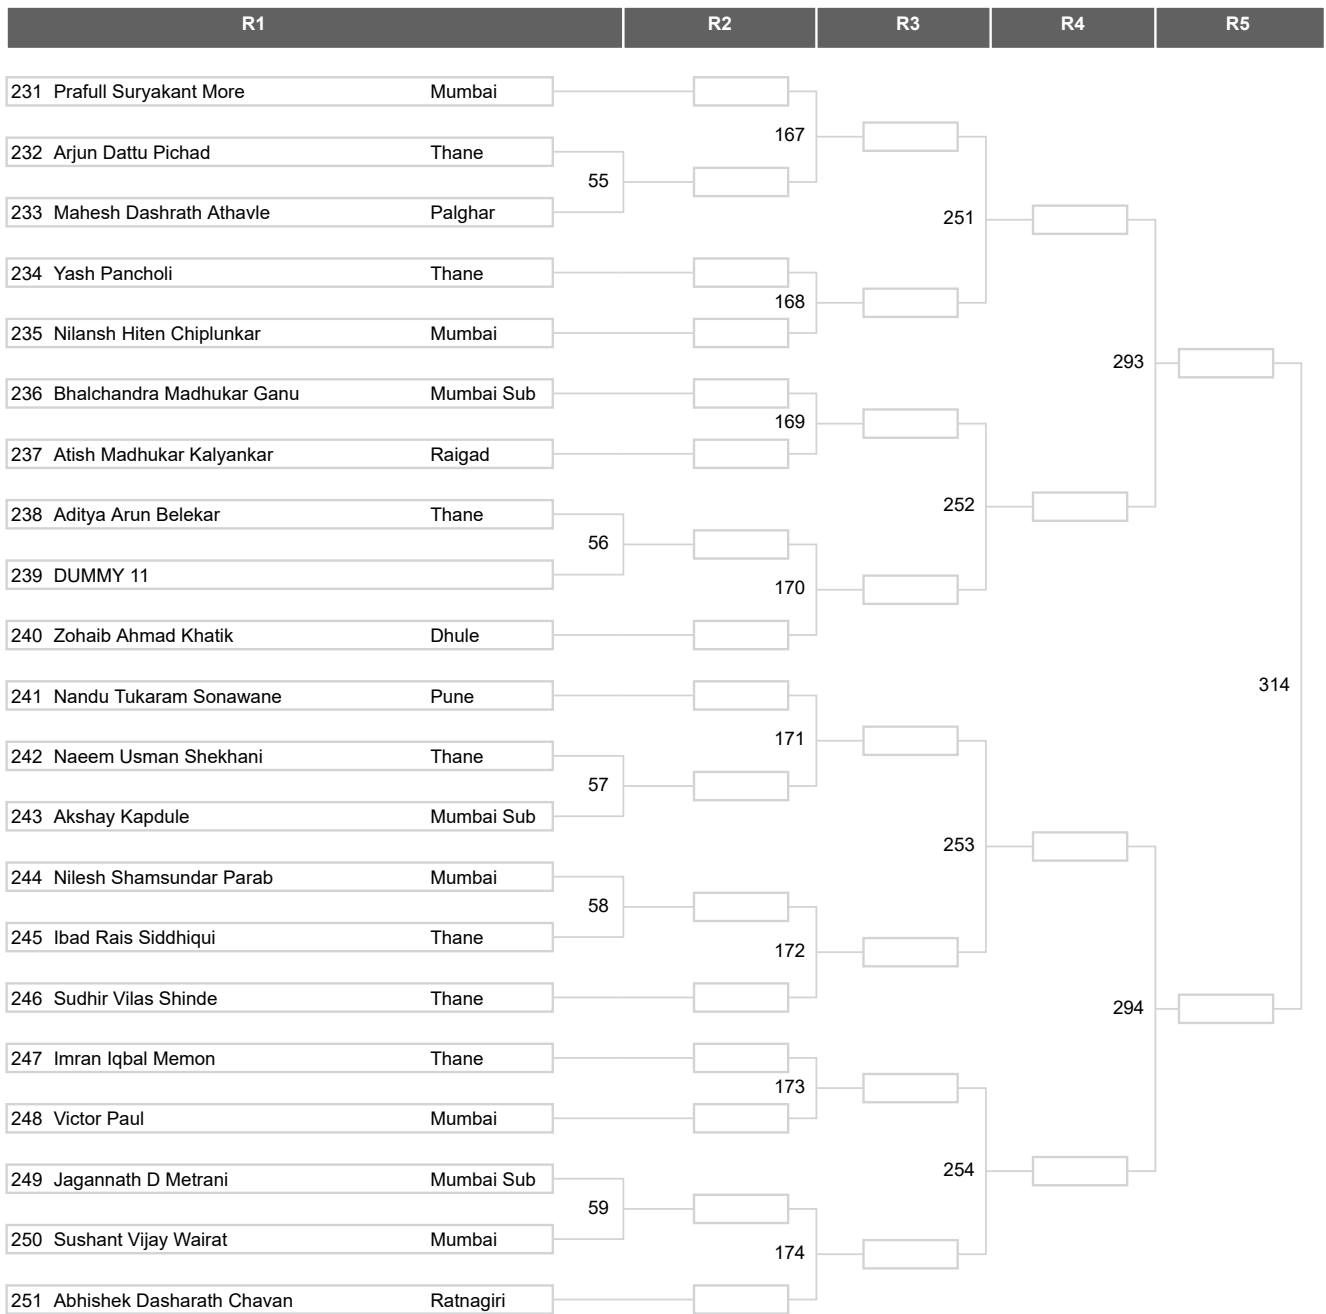 R1 R2 R3 R4 R5
231 Prafull Suryakant More Mumbai
167
232 Arjun Dattu Pichad Thane
55
233 Mahesh Dashrath Athavle Palghar
251
234 Yash Pancholi Thane
168
235 Nilansh Hiten Chiplunkar Mumbai
293
236 Bhalchandra Madhukar Ganu Mumbai Sub
169
237 Atish Madhukar Kalyankar Raigad
252
238 Aditya Arun Belekar Thane
56
239 DUMMY 11
170
240 Zohaib Ahmad Khatik Dhule
314
241 Nandu Tukaram Sonawane Pune
171
242 Naeem Usman Shekhani Thane
57
243 Akshay Kapdule Mumbai Sub
253
244 Nilesh Shamsundar Parab Mumbai
58
245 Ibad Rais Siddhiqui Thane
172
246 Sudhir Vilas Shinde Thane
294
247 Imran Iqbal Memon Thane
173
248 Victor Paul Mumbai
254
249 Jagannath D Metrani Mumbai Sub
59
250 Sushant Vijay Wairat Mumbai
174
251 Abhishek Dasharath Chavan Ratnagiri